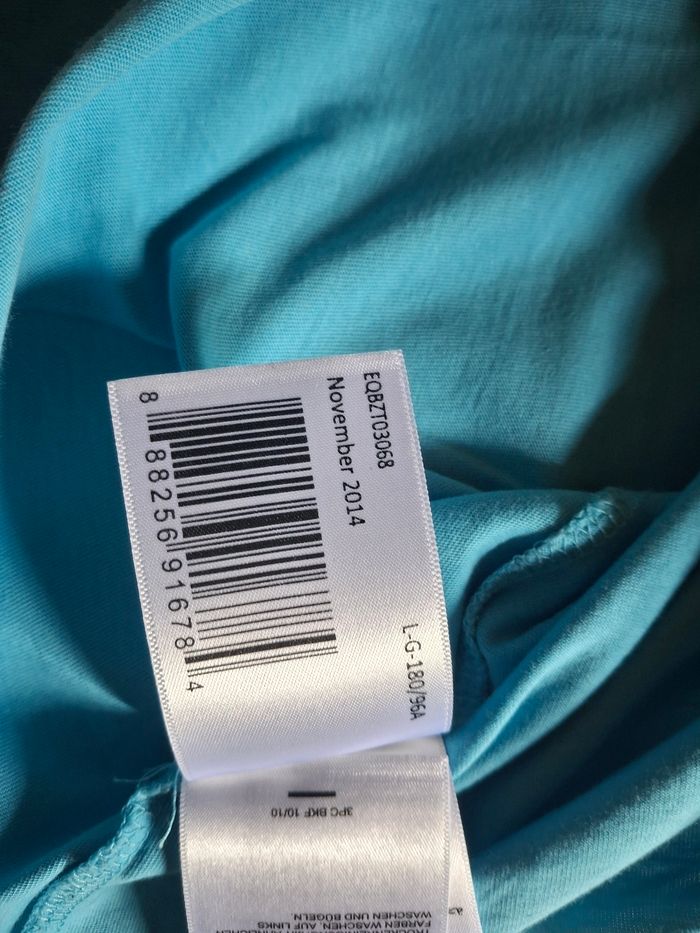 EQBZT03068
November 2014
L-G-180/96A
8 88256 91678 4
3PC BKF 10/10
FARBEN WASCHEN, AUF LINKS
WASCHEN UND BÜGELN.